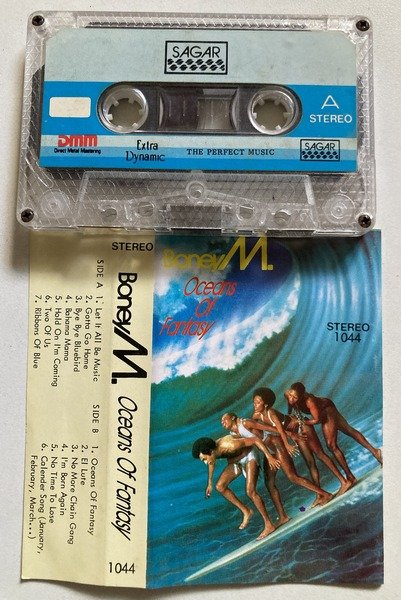 SAGAR
A
STEREO
DMM
Direct Metal Mastering
Extra
Dynamic
THE PERFECT MUSIC
SAGAR
STEREO
SIDE A
1. Let It All Be Music
2. Gotta Go Home
3. Bye Bye Bluebird
4. Bahama Mama
5. Hold On I'm Coming
6. Two Of Us
7. Ribbons Of Blue
Boney M. Oceans Of Fantasy
SIDE B
1. Oceans Of Fantasy
2. El Lute
3. No More Chain Gang
4. I'm Born Again
5. No Time To Lose
6. Calender Song (January,
February, March...)
1044
Boney M.
Oceans
Of
Fantasy
STEREO
1044